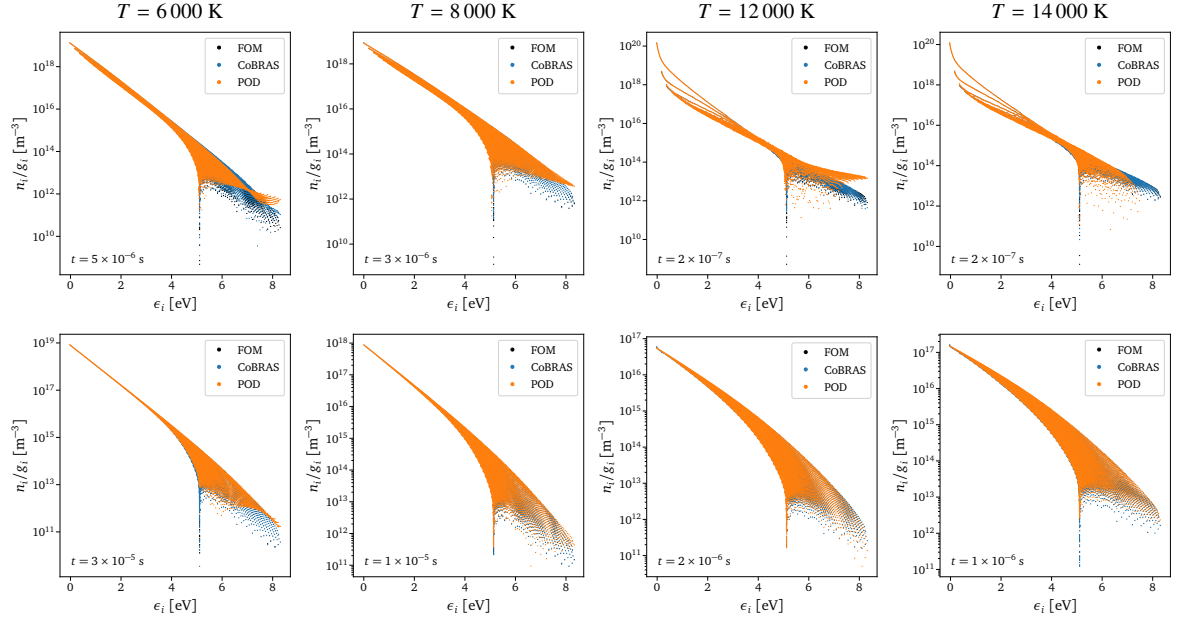 T = 6 000 K
T = 8 000 K
T = 12 000 K
T = 14 000 K
10^18
10^16
10^14
10^12
10^10
n_i/g_i [m^−3]
FOM
CoBRAS
POD
t = 5 × 10^−6 s
0 2 4 6 8
ϵ_i [eV]
10^18
10^16
10^14
10^12
10^10
n_i/g_i [m^−3]
FOM
CoBRAS
POD
t = 3 × 10^−6 s
0 2 4 6 8
ϵ_i [eV]
10^20
10^18
10^16
10^14
10^12
10^10
n_i/g_i [m^−3]
FOM
CoBRAS
POD
t = 2 × 10^−7 s
0 2 4 6 8
ϵ_i [eV]
10^20
10^18
10^16
10^14
10^12
10^10
n_i/g_i [m^−3]
FOM
CoBRAS
POD
t = 2 × 10^−7 s
0 2 4 6 8
ϵ_i [eV]
10^19
10^17
10^15
10^13
10^11
n_i/g_i [m^−3]
FOM
CoBRAS
POD
t = 3 × 10^−5 s
0 2 4 6 8
ϵ_i [eV]
10^18
10^17
10^16
10^15
10^14
10^13
10^12
10^11
n_i/g_i [m^−3]
FOM
CoBRAS
POD
t = 1 × 10^−5 s
0 2 4 6 8
ϵ_i [eV]
10^17
10^16
10^15
10^14
10^13
10^12
10^11
n_i/g_i [m^−3]
FOM
CoBRAS
POD
t = 2 × 10^−6 s
0 2 4 6 8
ϵ_i [eV]
10^17
10^16
10^15
10^14
10^13
10^12
10^11
n_i/g_i [m^−3]
FOM
CoBRAS
POD
t = 1 × 10^−6 s
0 2 4 6 8
ϵ_i [eV]